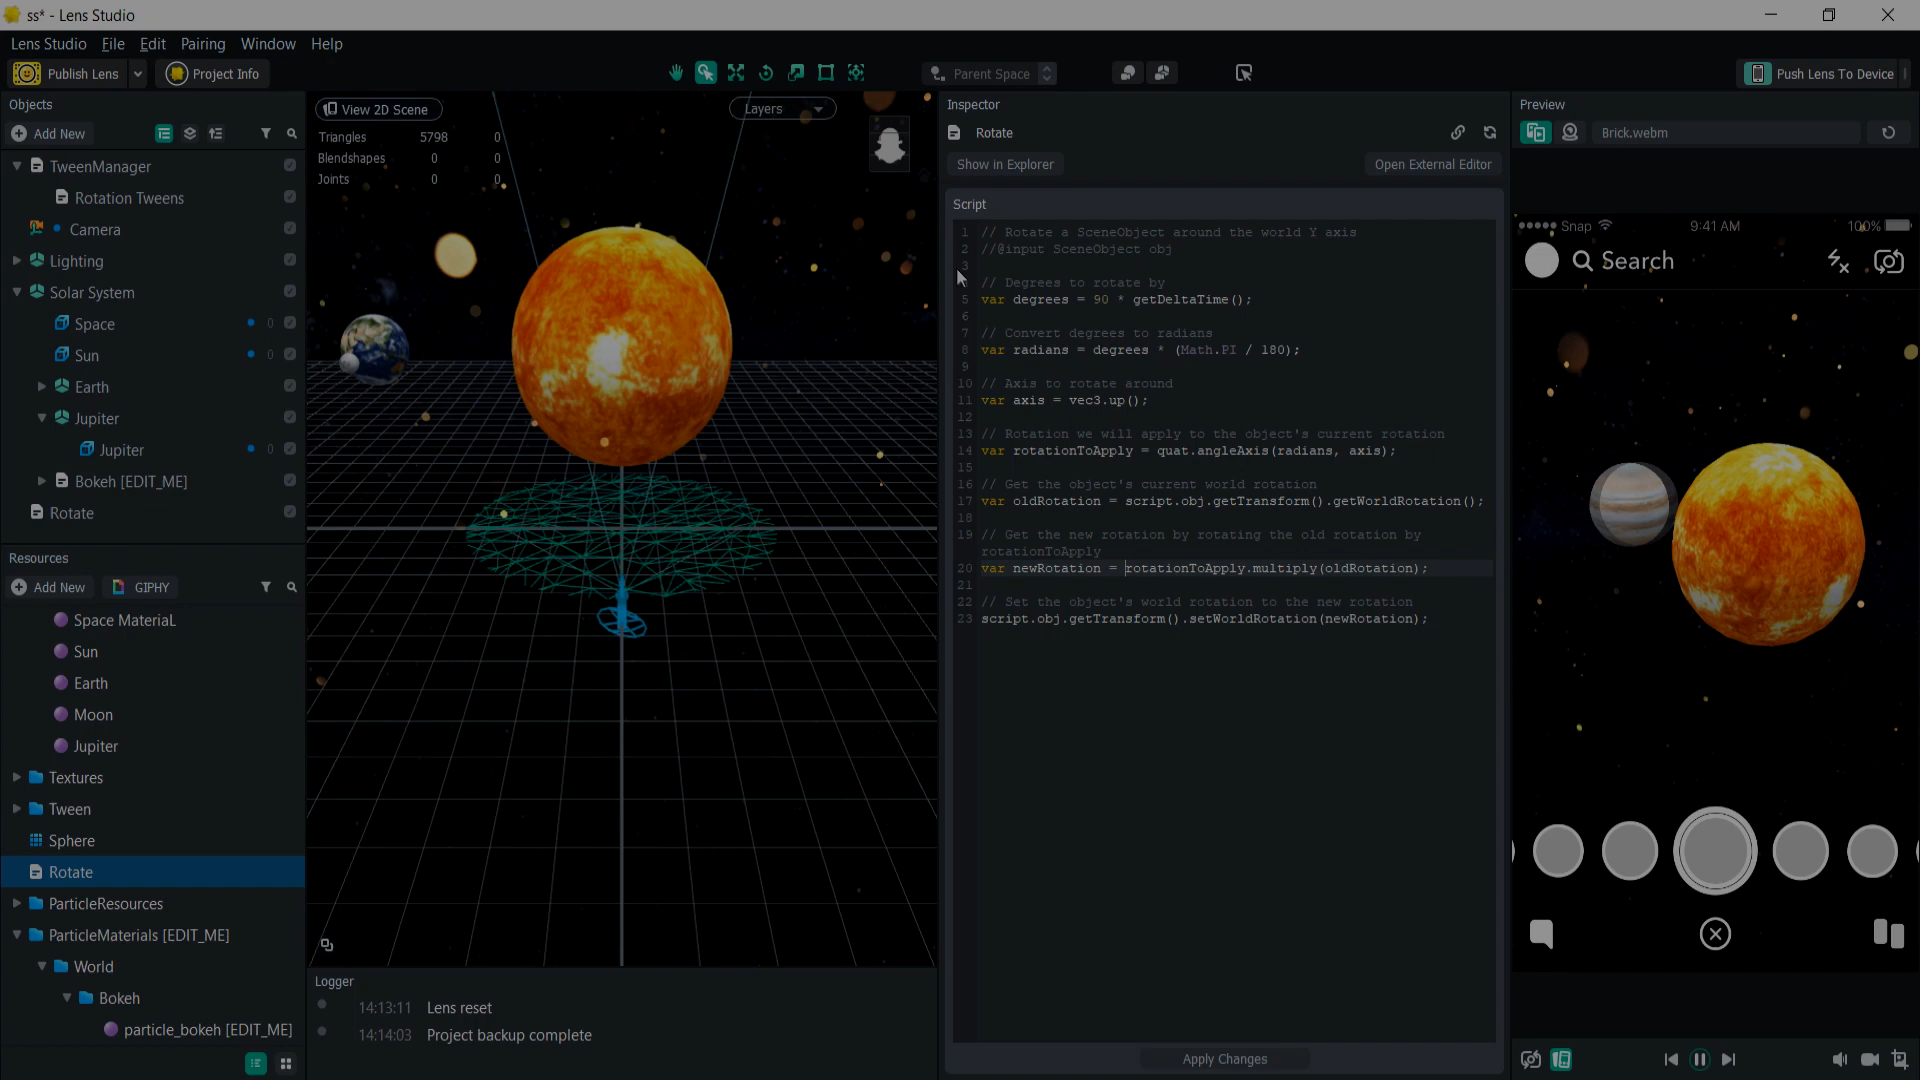 ss* - Lens Studio
Lens Studio File Edit Pairing Window Help
Publish Lens
Project Info
Parent Space
Push Lens To Device
Objects
Add New
TweenManager
Rotation Tweens
Camera
Lighting
Solar System
Space 0
Sun 0
Earth
Jupiter
Jupiter 0
Bokeh [EDIT_ME]
Rotate
Resources
Add New
GIPHY
Space MateriaL
Sun
Earth
Moon
Jupiter
Textures
Tween
Sphere
Rotate
ParticleResources
ParticleMaterials [EDIT_ME]
World
Bokeh
particle_bokeh [EDIT_ME]
View 2D Scene
Layers
Triangles 5798 0
Blendshapes 0 0
Joints 0 0
Logger
14:13:11 Lens reset
14:14:03 Project backup complete
Inspector
Rotate
Show in Explorer
Open External Editor
Script
1 // Rotate a SceneObject around the world Y axis
2 //@input SceneObject obj
3
// Degrees to rotate by
5 var degrees = 90 * getDeltaTime();
6
7 // Convert degrees to radians
8 var radians = degrees * (Math.PI / 180);
9
10 // Axis to rotate around
11 var axis = vec3.up();
12
13 // Rotation we will apply to the object's current rotation
14 var rotationToApply = quat.angleAxis(radians, axis);
15
16 // Get the object's current world rotation
17 var oldRotation = script.obj.getTransform().getWorldRotation();
18
19 // Get the new rotation by rotating the old rotation by
rotationToApply
20 var newRotation = rotationToApply.multiply(oldRotation);
21
22 // Set the object's world rotation to the new rotation
23 script.obj.getTransform().setWorldRotation(newRotation);
Apply Changes
Preview
Brick.webm
Snap 9:41 AM 100%
Search